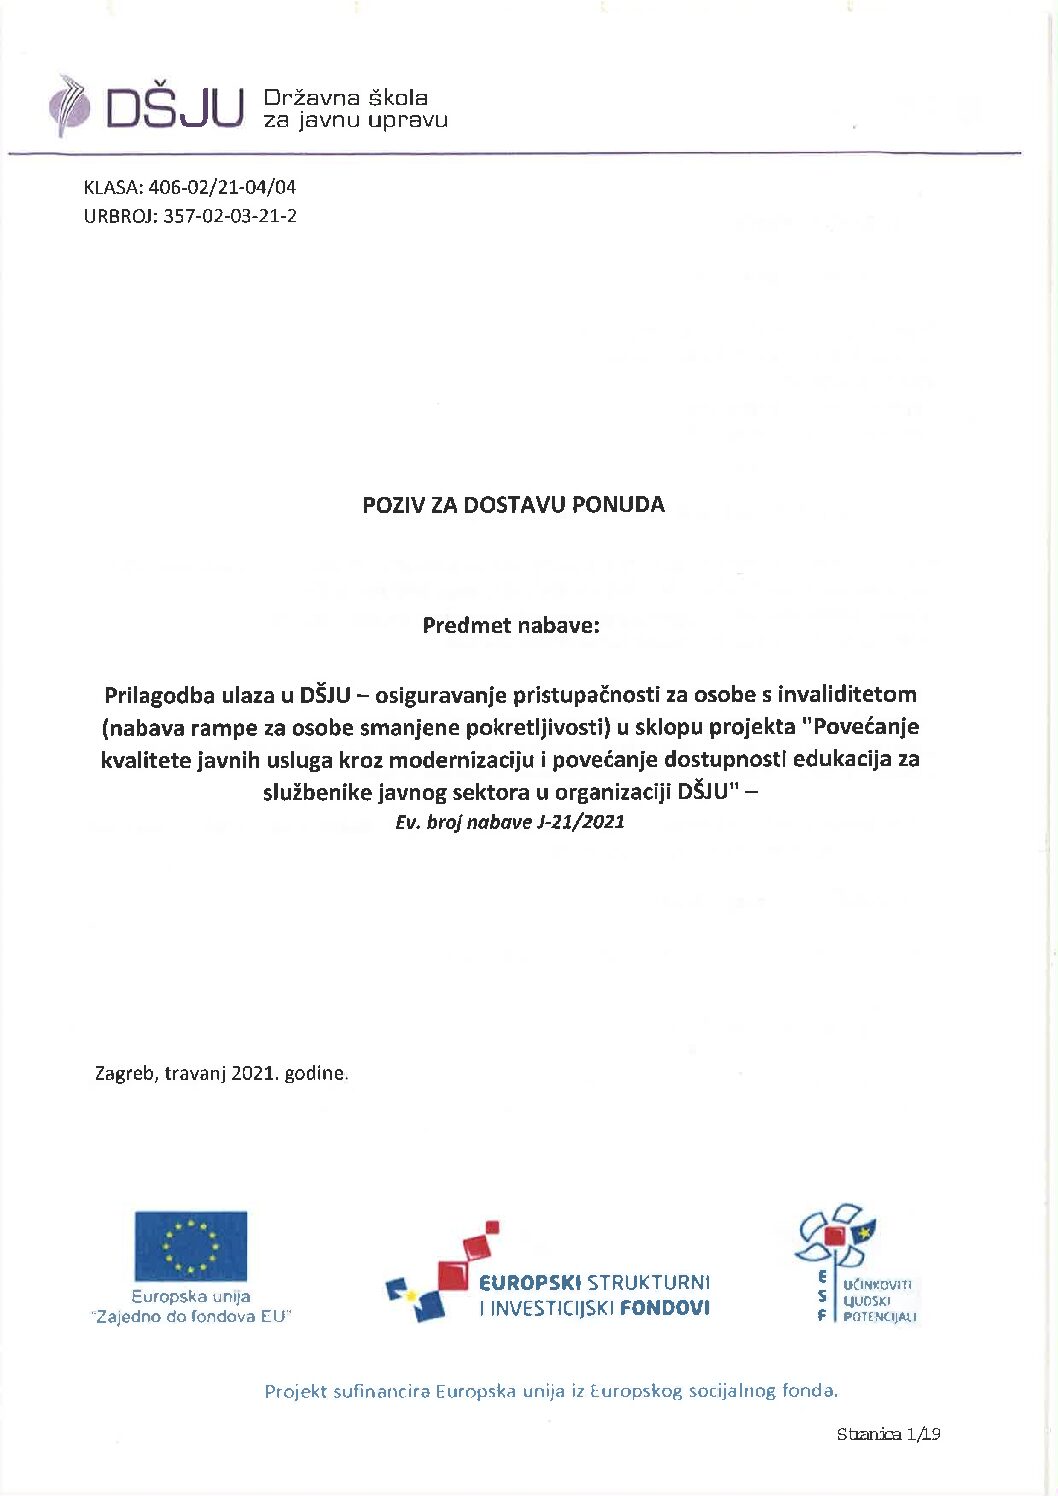 DŠJU Državna škola
za javnu upravu
KLASA: 406-02/21-04/04
URBROJ: 357-02-03-21-2
POZIV ZA DOSTAVU PONUDA
Predmet nabave:
Prilagodba ulaza u DŠJU – osiguravanje pristupačnosti za osobe s invaliditetom
(nabava rampe za osobe smanjene pokretljivosti) u sklopu projekta "Povećanje
kvalitete javnih usluga kroz modernizaciju i povećanje dostupnosti edukacija za
službenike javnog sektora u organizaciji DŠJU" –
Ev. broj nabave J-21/2021
Zagreb, travanj 2021. godine.
Europska unija
"Zajedno do fondova EU"
EUROPSKI STRUKTURNI
I INVESTICIJSKI FONDOVI
E UČINKOVITI
S LJUDSKI
F POTENCIJALI
Projekt sufinancira Europska unija iz Europskog socijalnog fonda.
Stranica 1/19